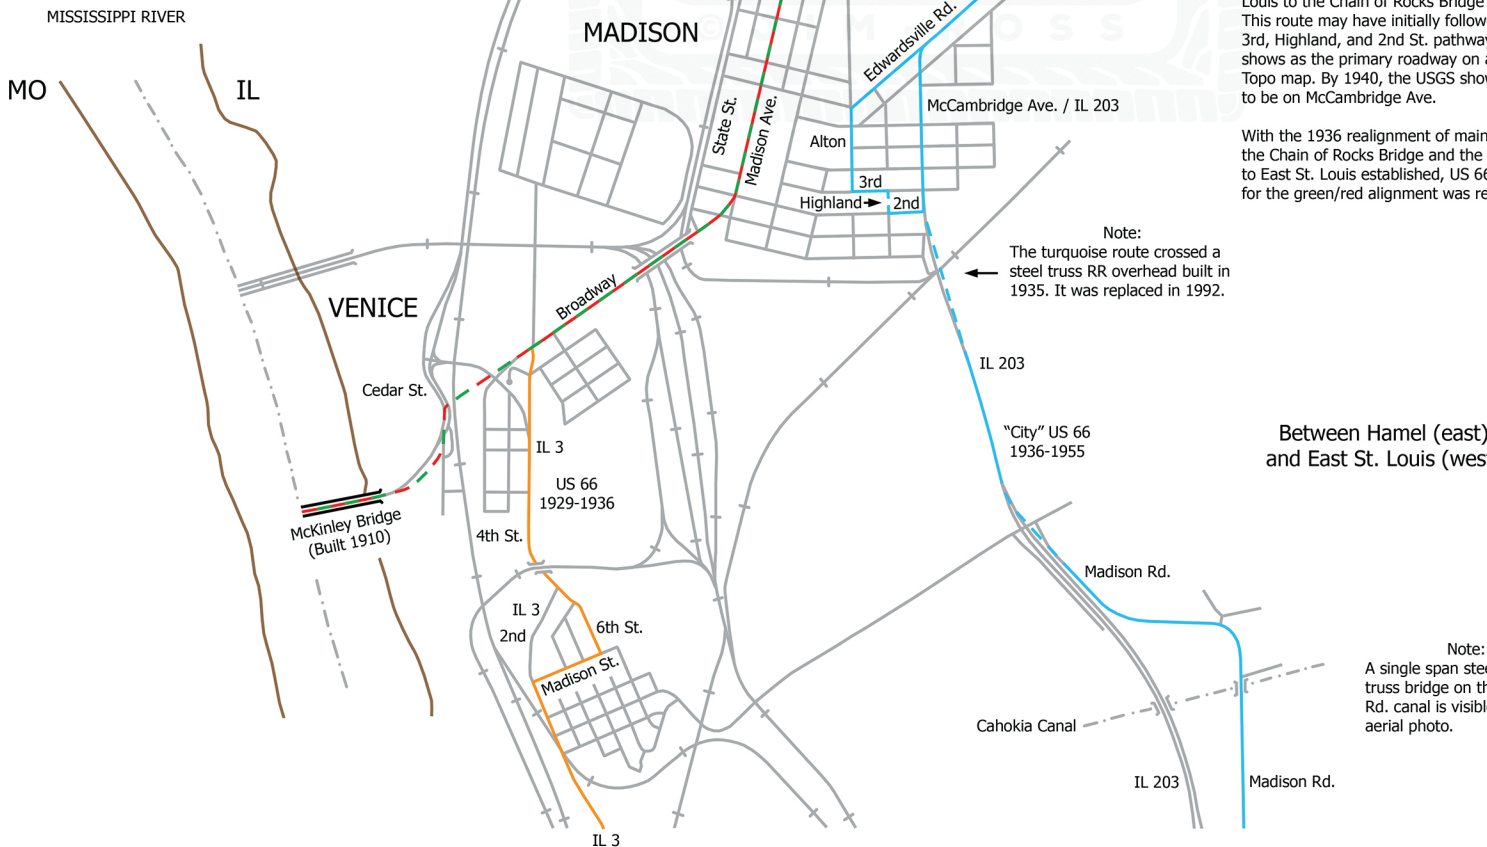 MISSISSIPPI RIVER
MO
IL
MADISON
© JIM ROSS
Edwardsville Rd.
McCambridge Ave. / IL 203
State St.
Madison Ave.
Alton
3rd
Highland
2nd
Louis to the Chain of Rocks Bridge
This route may have initially follow
3rd, Highland, and 2nd St. pathway
shows as the primary roadway on a
Topo map. By 1940, the USGS show
to be on McCambridge Ave.
With the 1936 realignment of main
the Chain of Rocks Bridge and the
to East St. Louis established, US 66
for the green/red alignment was re
Note:
The turquoise route crossed a
steel truss RR overhead built in
1935. It was replaced in 1992.
VENICE
Broadway
Cedar St.
IL 203
"City" US 66
1936-1955
Between Hamel (east)
and East St. Louis (wes
IL 3
US 66
1929-1936
McKinley Bridge
(Built 1910)
4th St.
Madison Rd.
IL 3
2nd
6th St.
Madison St.
Note:
A single span stee
truss bridge on th
Rd. canal is visible
aerial photo.
Cahokia Canal
IL 203
Madison Rd.
IL 3